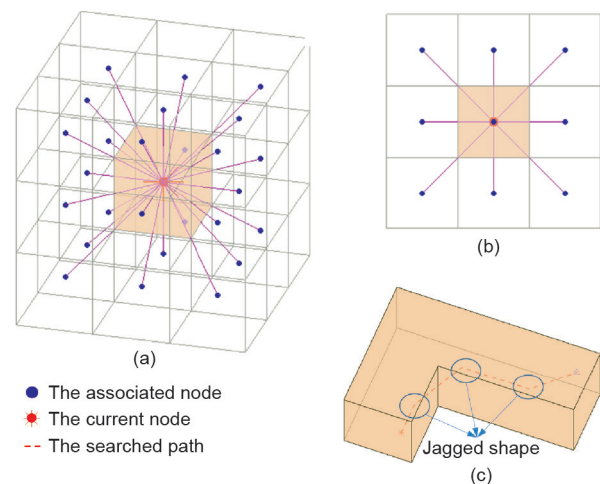 (a)
(b)
The associated node
The current node
The searched path
Jagged shape
(c)